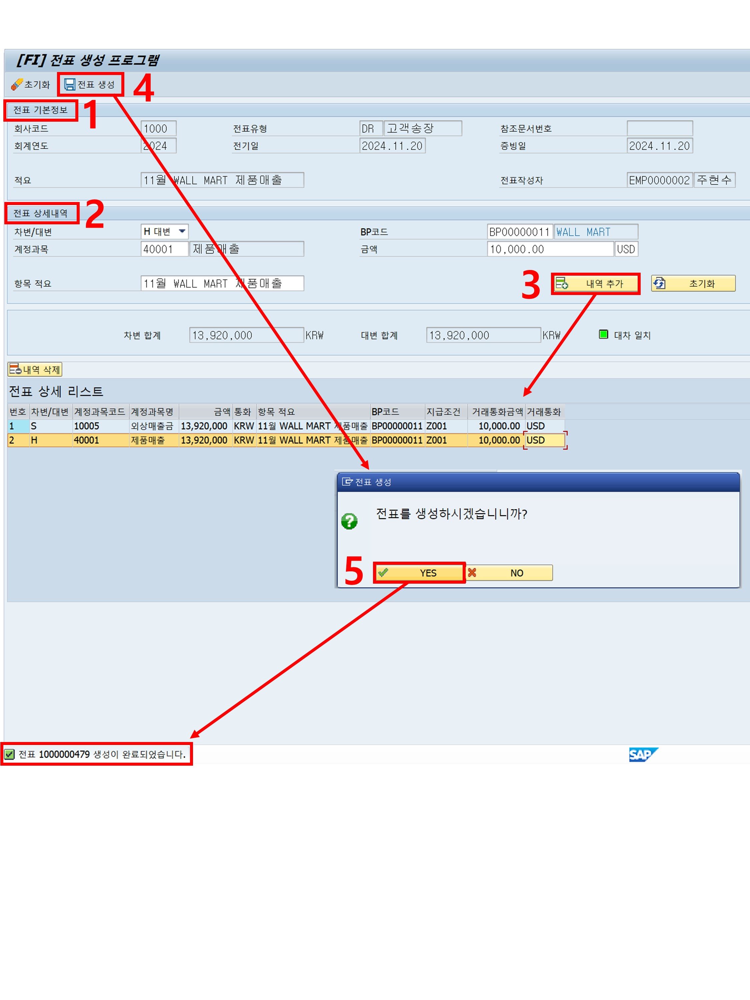 [FI] 전표 생성 프로그램
초기화 전표 생성 4
전표 기본정보 1
회사코드 1000 전표유형 DR 고객송장 참조문서번호
회계연도 2024 전기일 2024.11.20 증빙일 2024.11.20
적요 11월 WALL MART 제품매출 전표작성자 EMP0000002 주현수
전표 상세내역 2
차변/대변 H 대변 BP코드 BP00000011 WALL MART
계정과목 40001 제품매출 금액 10,000.00 USD
항목 적요 11월 WALL MART 제품매출 3 내역 추가 초기화
차변 합계 13,920,000 KRW 대변 합계 13,920,000 KRW 대차 일치
내역 삭제
전표 상세 리스트
번호 차변/대변 계정과목코드 계정과목명 금액 통화 항목 적요 BP코드 지급조건 거래통화금액 거래통화
1 S 10005 외상매출금 13,920,000 KRW 11월 WALL MART 제품매출 BP00000011 Z001 10,000.00 USD
2 H 40001 제품매출 13,920,000 KRW 11월 WALL MART 제품매출 BP00000011 Z001 10,000.00 USD
전표 생성
전표를 생성하시겠습니니까?
5 YES NO
전표 1000000479 생성이 완료되었습니다.
SAP